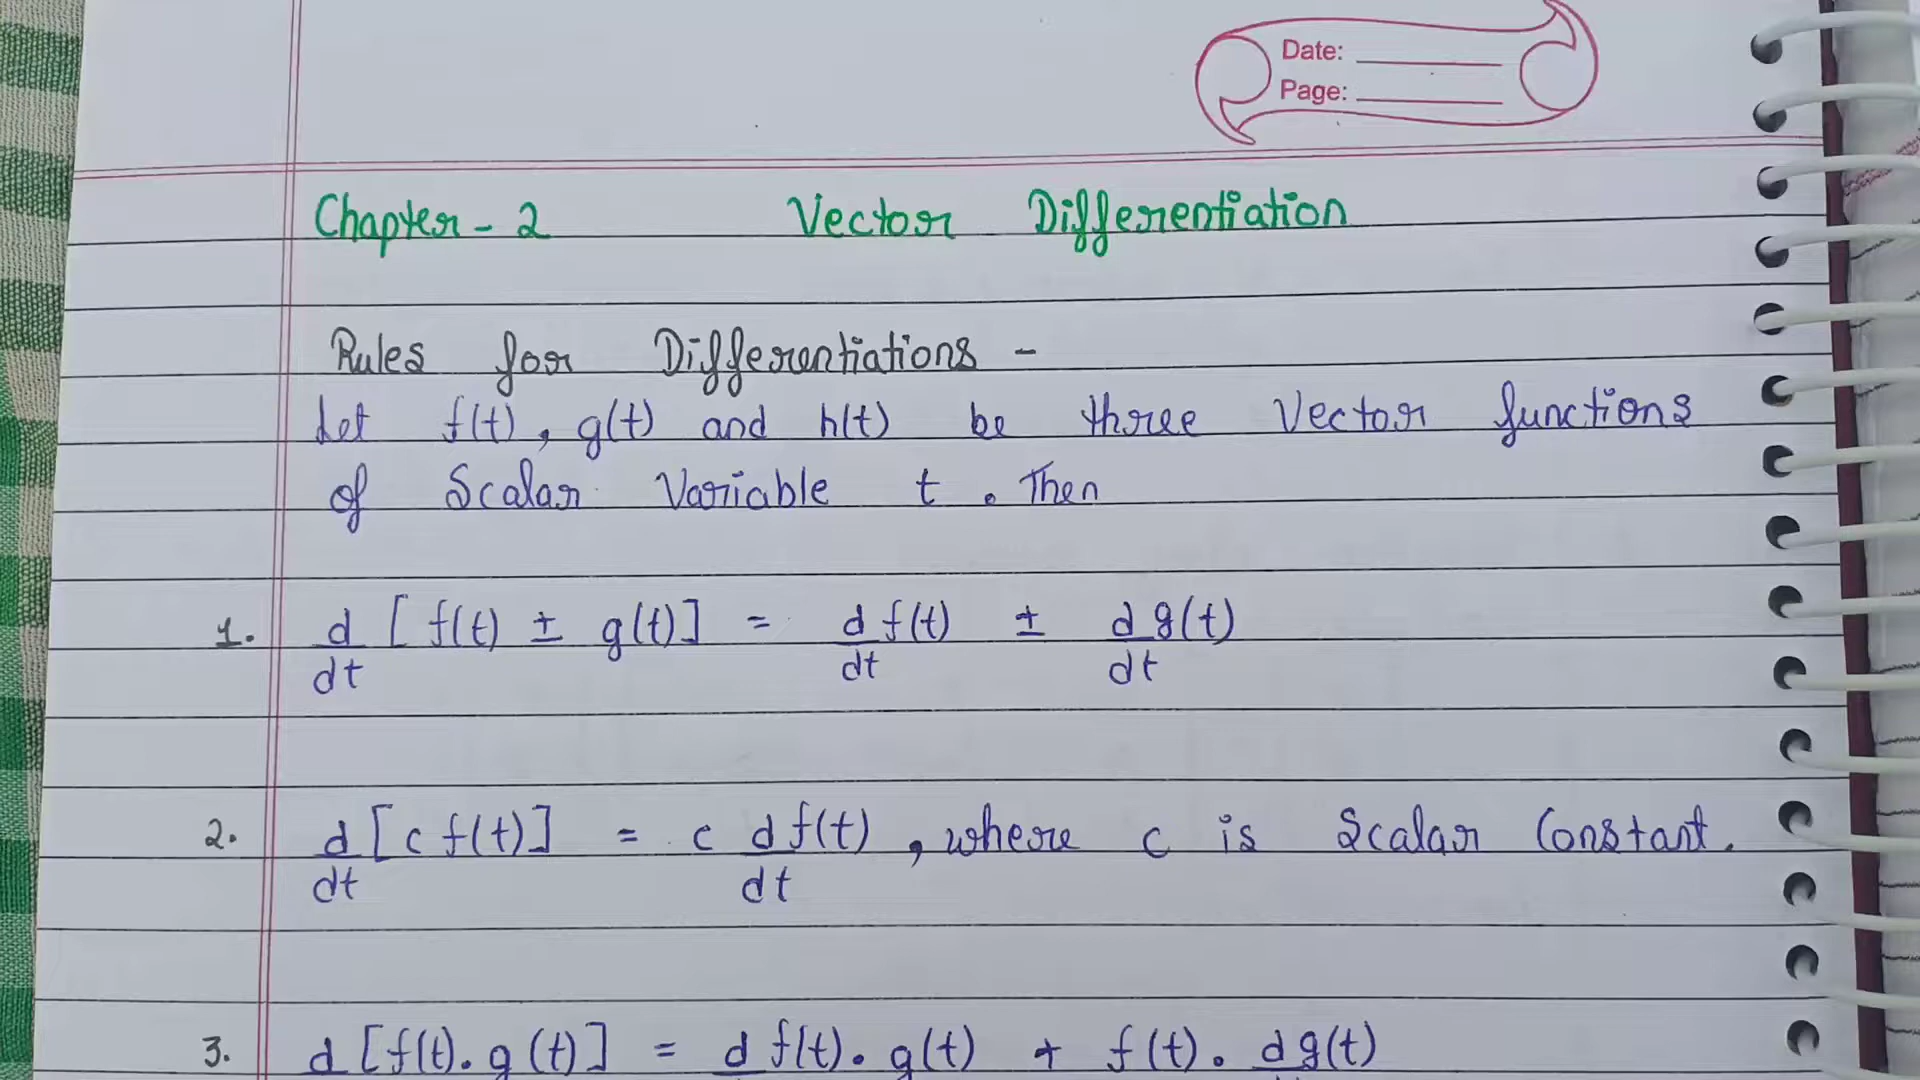 Date:
Page:
Chapter - 2 Vector Differentiation
Rules for Differentiations -
Let f(t), g(t) and h(t) be three Vector functions
of Scalar Variable t. Then
1. d/dt [f(t) ± g(t)] = d f(t)/dt ± d g(t)/dt
2. d/dt [c f(t)] = c d f(t)/dt, where c is Scalar Constant.
3. d [f(t). g(t)] = d f(t). g(t) + f(t). d g(t)